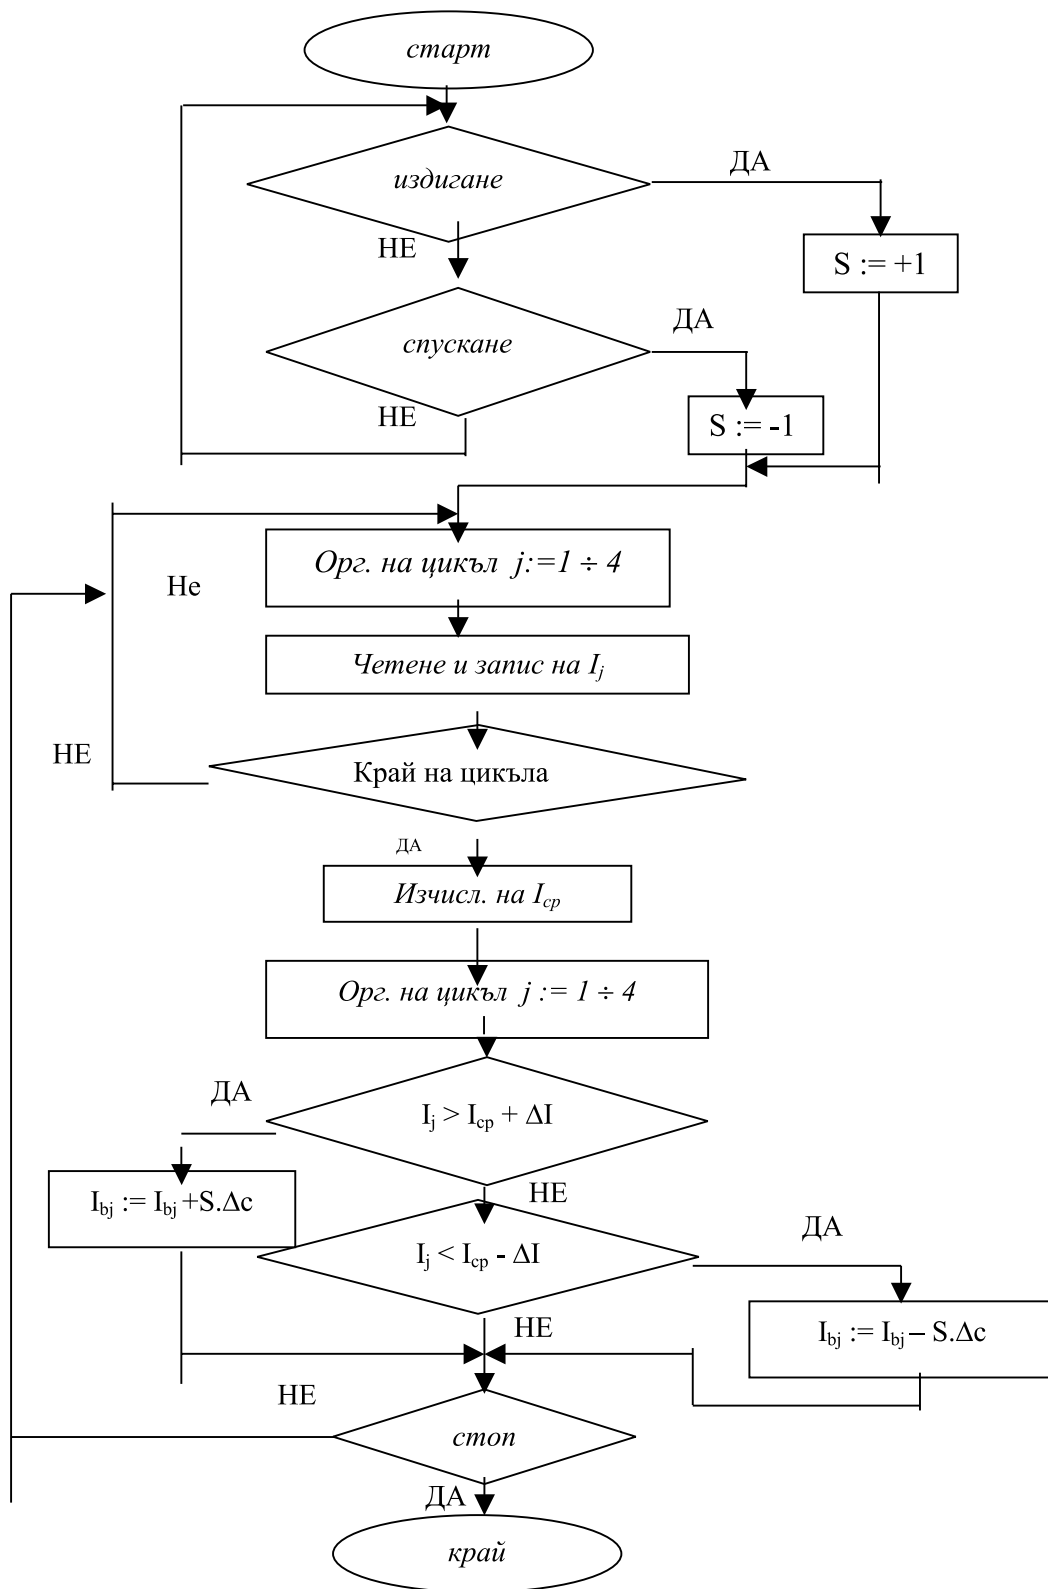 старт
ДА
издигане
НЕ
S := +1
ДА
спускане
НЕ
S := -1
Орг. на цикъл j:=1 ÷ 4
Не
Четене и запис на Ij
НЕ
Край на цикъла
ДА
Изчисл. на Iср
Орг. на цикъл j := 1 ÷ 4
ДА
Ij > Iср + ΔI
НЕ
Ibj := Ibj +S.Δc
ДА
Ij < Iср - ΔI
НЕ
Ibj := Ibj – S.Δc
НЕ
стоп
ДА
край